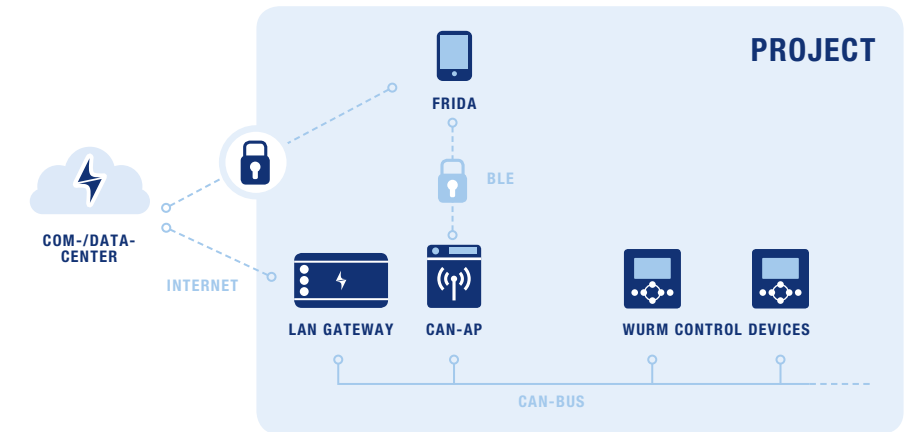 PROJECT
FRIDA
BLE
COM-/DATA-
CENTER
INTERNET
LAN GATEWAY
CAN-AP
WURM CONTROL DEVICES
CAN-BUS